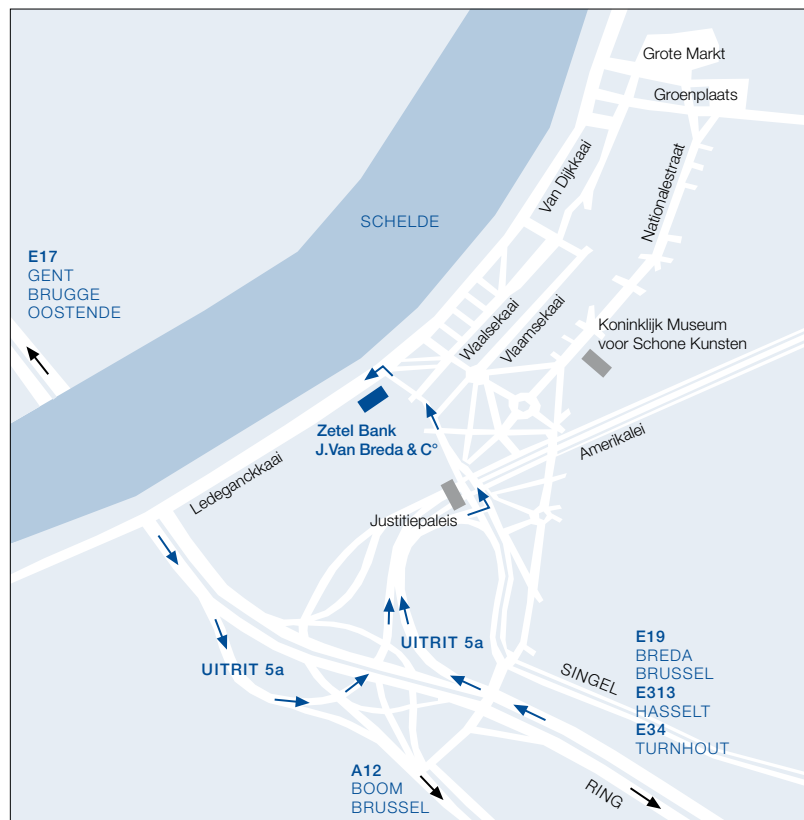 Grote Markt
Groenplaats
Van Dijkkaai
Nationalestraat
SCHELDE
E17
GENT
BRUGGE
OOSTENDE
Waalsekaai
Vlaamsekaai
Koninklijk Museum
voor Schone Kunsten
Zetel Bank
J.Van Breda & C°
Amerikalei
Ledeganckkaai
Justitiepaleis
UITRIT 5a
UITRIT 5a
SINGEL
E19
BREDA
BRUSSEL
E313
HASSELT
E34
TURNHOUT
A12
BOOM
BRUSSEL
RING